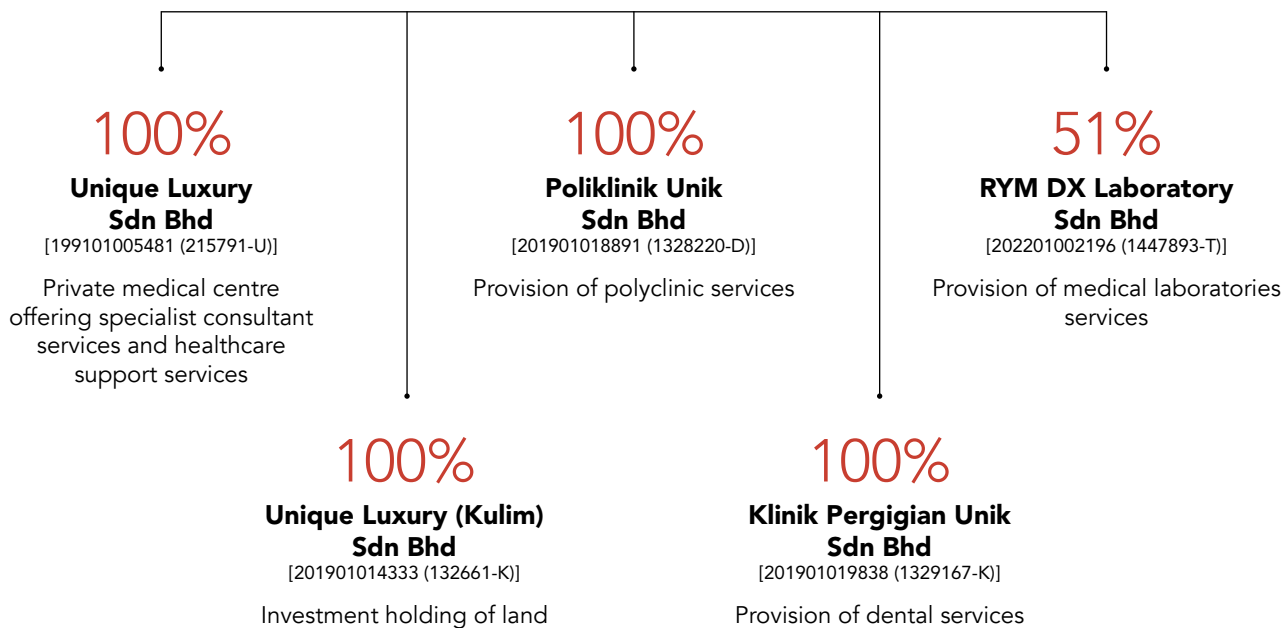 100%
Unique Luxury
Sdn Bhd
[199101005481 (215791-U)]
Private medical centre
offering specialist consultant
services and healthcare
support services
100%
Poliklinik Unik
Sdn Bhd
[201901018891 (1328220-D)]
Provision of polyclinic services
51%
RYM DX Laboratory
Sdn Bhd
[202201002196 (1447893-T)]
Provision of medical laboratories
services
100%
Unique Luxury (Kulim)
Sdn Bhd
[201901014333 (132661-K)]
Investment holding of land
100%
Klinik Pergigian Unik
Sdn Bhd
[201901019838 (1329167-K)]
Provision of dental services